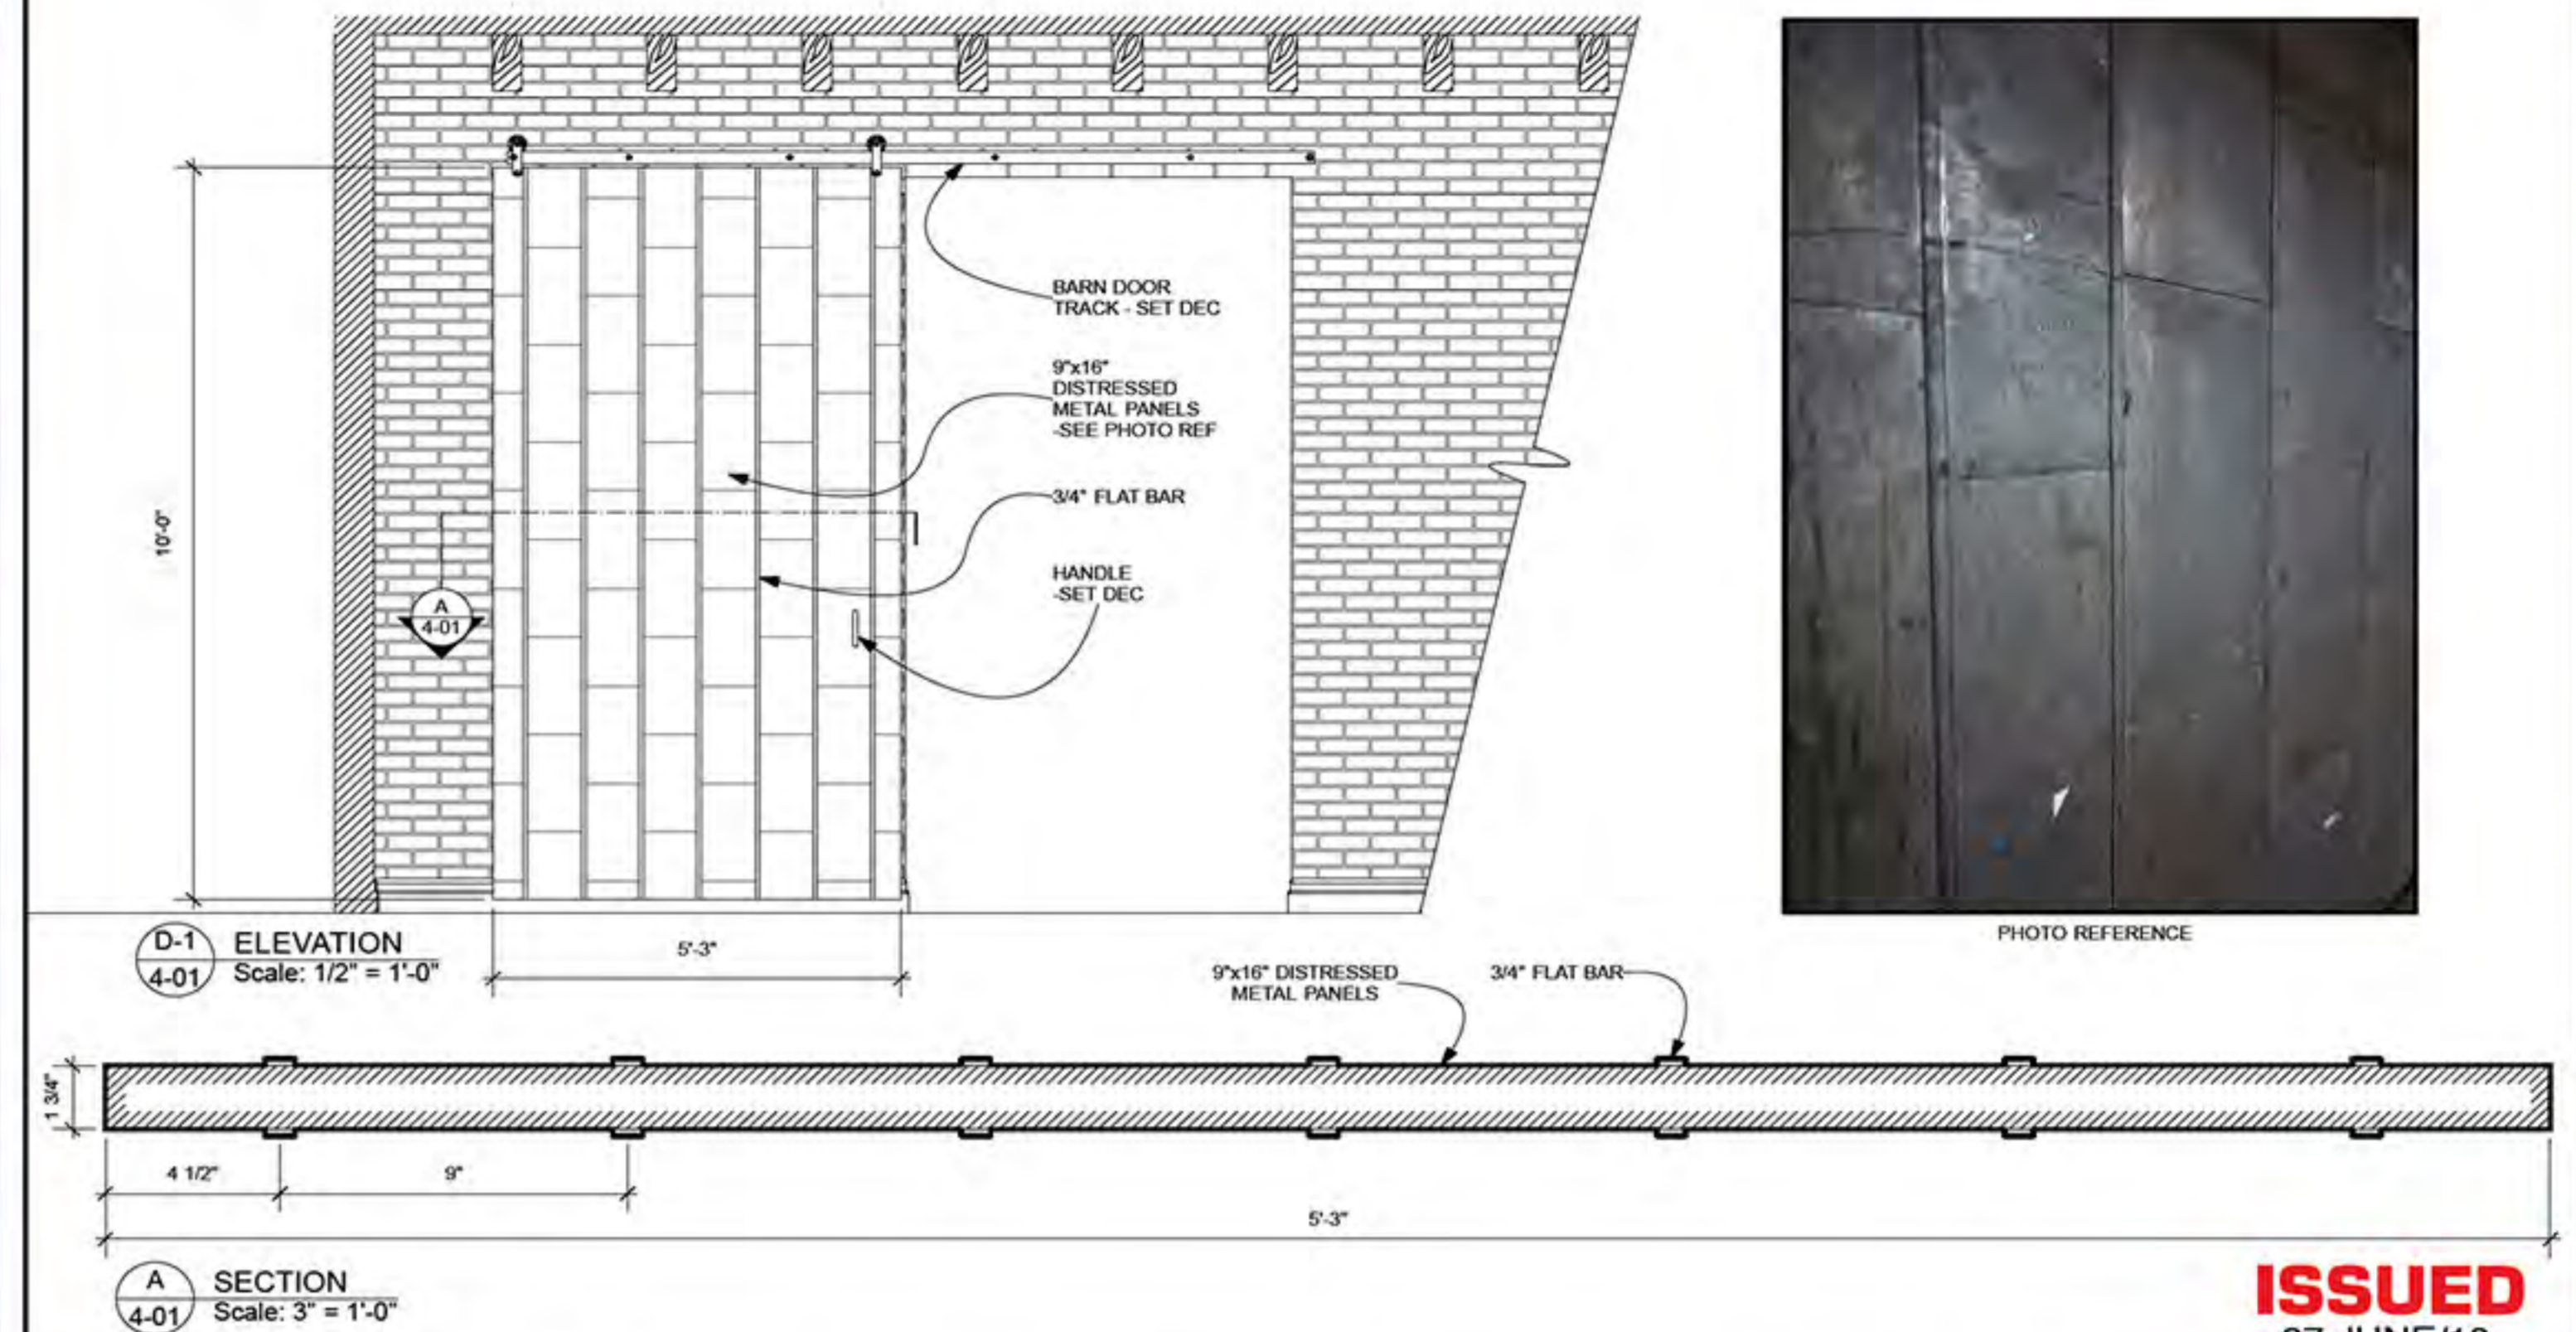 BARN DOOR
TRACK - SET DEC
9"x16"
DISTRESSED
METAL PANELS
-SEE PHOTO REF
3/4" FLAT BAR
HANDLE
-SET DEC
10'-0"
A
4-01
5'-3"
D-1
4-01
ELEVATION
Scale: 1/2" = 1'-0"
PHOTO REFERENCE
9"x16" DISTRESSED
METAL PANELS
3/4" FLAT BAR
1 3/4"
4 1/2"
9"
5'-3"
A
4-01
SECTION
Scale: 3" = 1'-0"
ISSUED